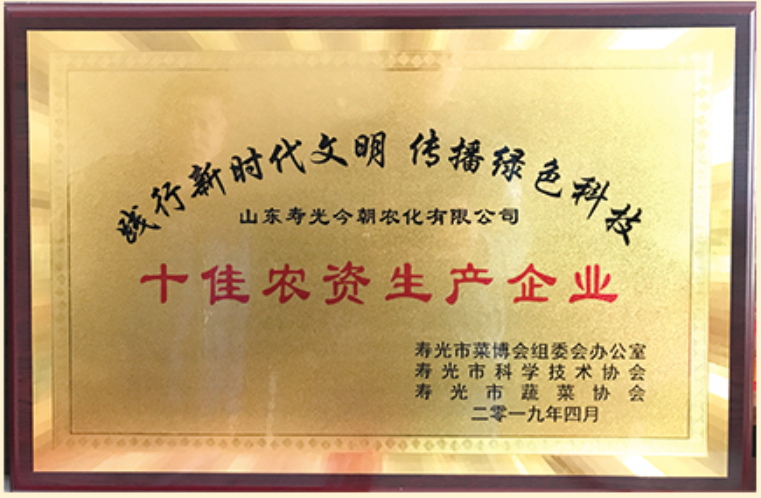 践行新时代文明 传播绿色科技
山东寿光今朝农化有限公司
十佳农资生产企业
寿光市菜博会组委会办公室
寿光市科学技术协会
寿光市蔬菜协会
二零一九年四月